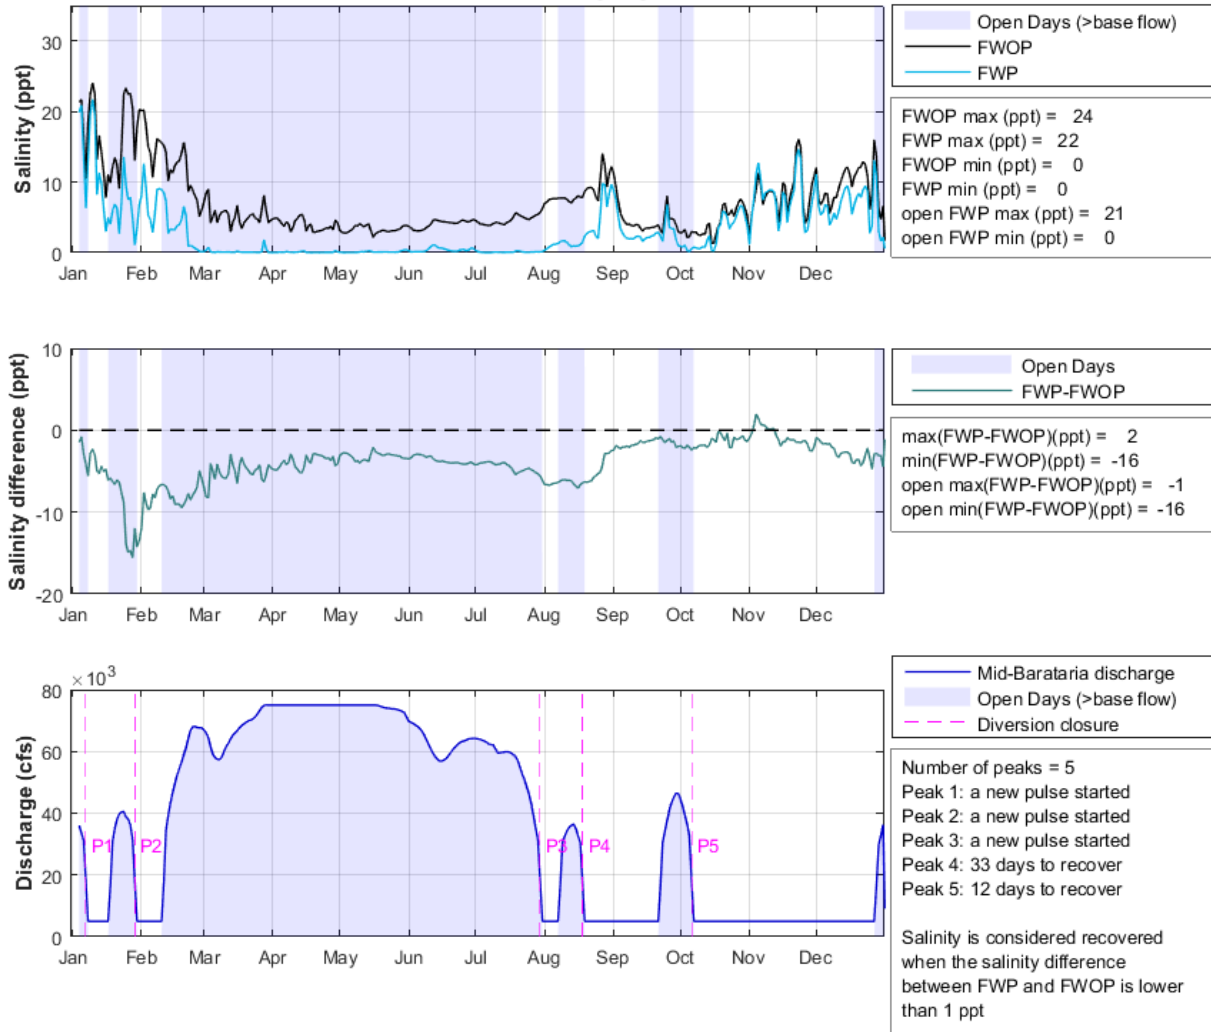 Salinity (ppt)
30
20
10
0
Jan Feb Mar Apr May Jun Jul Aug Sep Oct Nov Dec
Open Days (>base flow)
FWOP
FWP
FWOP max (ppt) = 24
FWP max (ppt) = 22
FWOP min (ppt) = 0
FWP min (ppt) = 0
open FWP max (ppt) = 21
open FWP min (ppt) = 0
Salinity difference (ppt)
10
0
-10
-20
Jan Feb Mar Apr May Jun Jul Aug Sep Oct Nov Dec
Open Days
FWP-FWOP
max(FWP-FWOP)(ppt) = 2
min(FWP-FWOP)(ppt) = -16
open max(FWP-FWOP)(ppt) = -1
open min(FWP-FWOP)(ppt) = -16
Discharge (cfs)
× 10³
80
60
40
20
0
P1 P2 P3 P4 P5
Jan Feb Mar Apr May Jun Jul Aug Sep Oct Nov Dec
Mid-Barataria discharge
Open Days (>base flow)
Diversion closure
Number of peaks = 5
Peak 1: a new pulse started
Peak 2: a new pulse started
Peak 3: a new pulse started
Peak 4: 33 days to recover
Peak 5: 12 days to recover
Salinity is considered recovered
when the salinity difference
between FWP and FWOP is lower
than 1 ppt